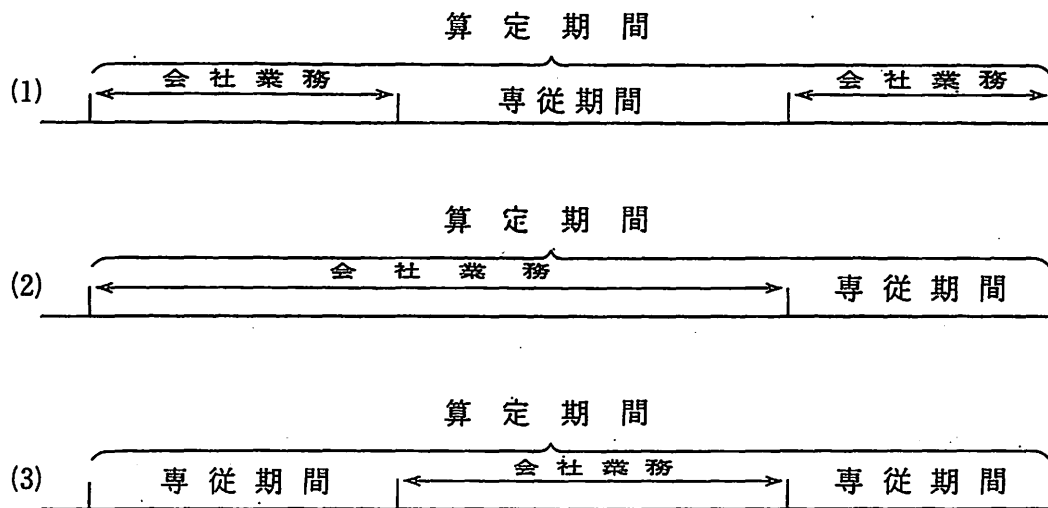 算定期間
(1) 会社業務 専従期間 会社業務
算定期間
(2) 会社業務 専従期間
算定期間
(3) 専従期間 会社業務 専従期間